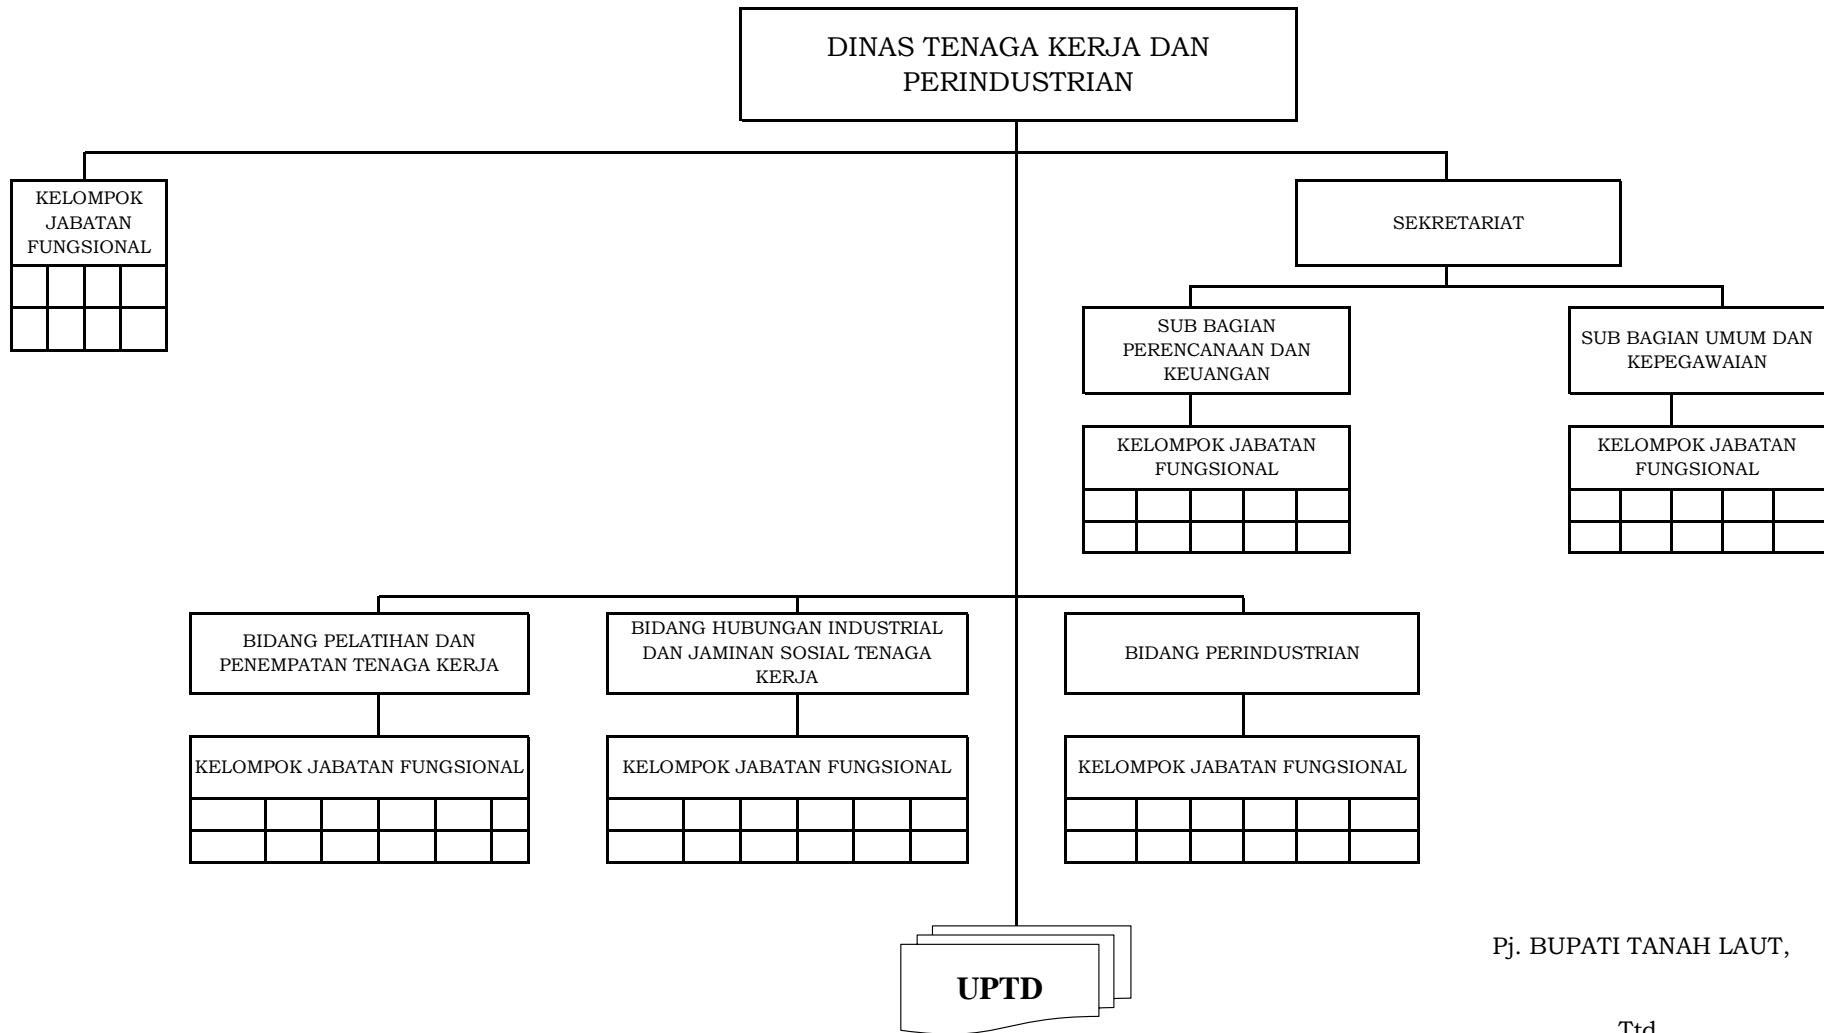 DINAS TENAGA KERJA DAN
PERINDUSTRIAN
KELOMPOK
JABATAN
FUNGSIONAL
SEKRETARIAT
SUB BAGIAN
PERENCANAAN DAN
KEUANGAN
SUB BAGIAN UMUM DAN
KEPEGAWAIAN
KELOMPOK JABATAN
FUNGSIONAL
KELOMPOK JABATAN
FUNGSIONAL
BIDANG PELATIHAN DAN
PENEMPATAN TENAGA KERJA
BIDANG HUBUNGAN INDUSTRIAL
DAN JAMINAN SOSIAL TENAGA
KERJA
BIDANG PERINDUSTRIAN
KELOMPOK JABATAN FUNGSIONAL
KELOMPOK JABATAN FUNGSIONAL
KELOMPOK JABATAN FUNGSIONAL
UPTD
Pj. BUPATI TANAH LAUT,
Ttd